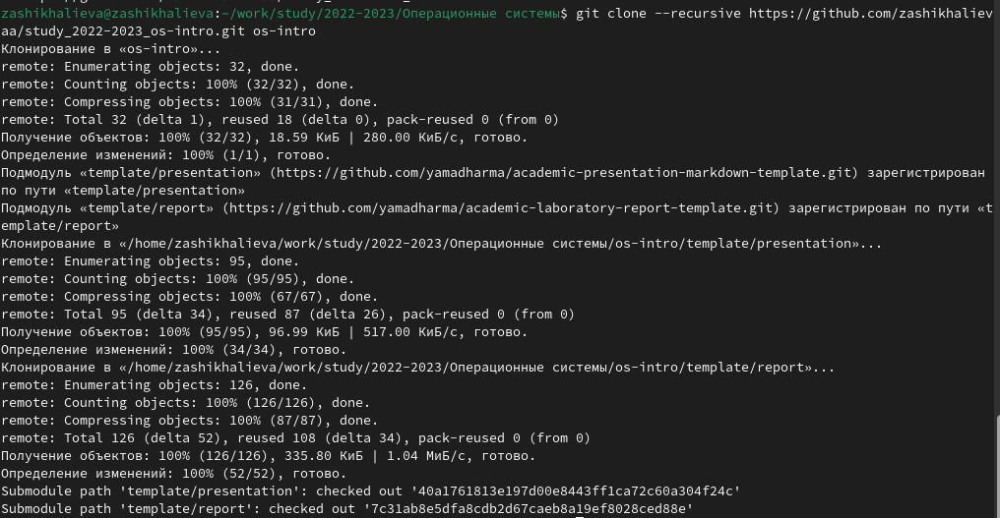 zashikhalieva@zashikhalieva:~/work/study/2022-2023/Операционные системы$ git clone --recursive https://github.com/zashikhaliev
aa/study_2022-2023_os-intro.git os-intro
Клонирование в «os-intro»...
remote: Enumerating objects: 32, done.
remote: Counting objects: 100% (32/32), done.
remote: Compressing objects: 100% (31/31), done.
remote: Total 32 (delta 1), reused 18 (delta 0), pack-reused 0 (from 0)
Получение объектов: 100% (32/32), 18.59 КиБ | 280.00 КиБ/с, готово.
Определение изменений: 100% (1/1), готово.
Подмодуль «template/presentation» (https://github.com/yamadharma/academic-presentation-markdown-template.git) зарегистрирован
по пути «template/presentation»
Подмодуль «template/report» (https://github.com/yamadharma/academic-laboratory-report-template.git) зарегистрирован по пути «t
emplate/report»
Клонирование в «/home/zashikhalieva/work/study/2022-2023/Операционные системы/os-intro/template/presentation»...
remote: Enumerating objects: 95, done.
remote: Counting objects: 100% (95/95), done.
remote: Compressing objects: 100% (67/67), done.
remote: Total 95 (delta 34), reused 87 (delta 26), pack-reused 0 (from 0)
Получение объектов: 100% (95/95), 96.99 КиБ | 517.00 КиБ/с, готово.
Определение изменений: 100% (34/34), готово.
Клонирование в «/home/zashikhalieva/work/study/2022-2023/Операционные системы/os-intro/template/report»...
remote: Enumerating objects: 126, done.
remote: Counting objects: 100% (126/126), done.
remote: Compressing objects: 100% (87/87), done.
remote: Total 126 (delta 52), reused 108 (delta 34), pack-reused 0 (from 0)
Получение объектов: 100% (126/126), 335.80 КиБ | 1.04 МиБ/с, готово.
Определение изменений: 100% (52/52), готово.
Submodule path 'template/presentation': checked out '40a1761813e197d00e8443ff1ca72c60a304f24c'
Submodule path 'template/report': checked out '7c31ab8e5dfa8cdb2d67caeb8a19ef8028ced88e'